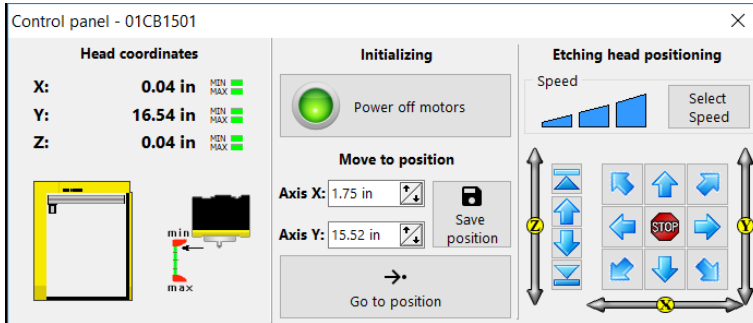 Control panel - 01CB1501
Head coordinates
X: 0.04 in MIN MAX
Y: 16.54 in MIN MAX
Z: 0.04 in MIN MAX
min
max
Initializing
Power off motors
Move to position
Axis X: 1.75 in
Axis Y: 15.52 in
Save
position
Go to position
Etching head positioning
Speed
Select
Speed
Z
STOP
Y
X